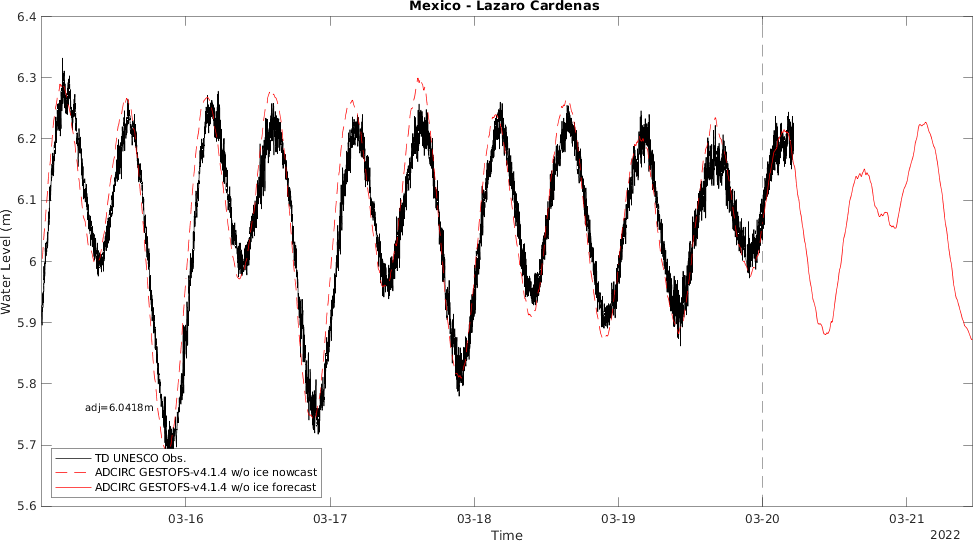 Mexico - Lazaro Cardenas
6.4
6.3
6.2
6.1
6
5.9
5.8
5.7
5.6
Water Level (m)
adj=6.0418m
TD UNESCO Obs.
ADCIRC GESTOFS-v4.1.4 w/o ice nowcast
ADCIRC GESTOFS-v4.1.4 w/o ice forecast
03-16
03-17
03-18
03-19
03-20
03-21
Time
2022